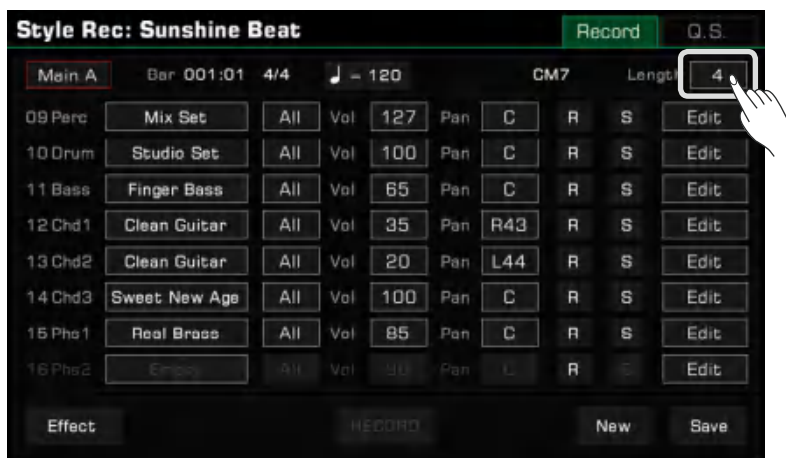 Style Rec: Sunshine Beat Record Q.S.
Main A Bar 001:01 4/4 ♩ = 120 CM7 Length 4
09 Perc Mix Set All Vol 127 Pan C R S Edit
10 Drum Studio Set All Vol 100 Pan C R S Edit
11 Bass Finger Bass All Vol 65 Pan C R S Edit
12 Chd1 Clean Guitar All Vol 35 Pan R43 R S Edit
13 Chd2 Clean Guitar All Vol 20 Pan L44 R S Edit
14 Chd3 Sweet New Age All Vol 100 Pan C R S Edit
15 Phs1 Real Brass All Vol 85 Pan C R S Edit
16 Phs2 Empty All Vol Pan R Edit
Effect RECORD New Save